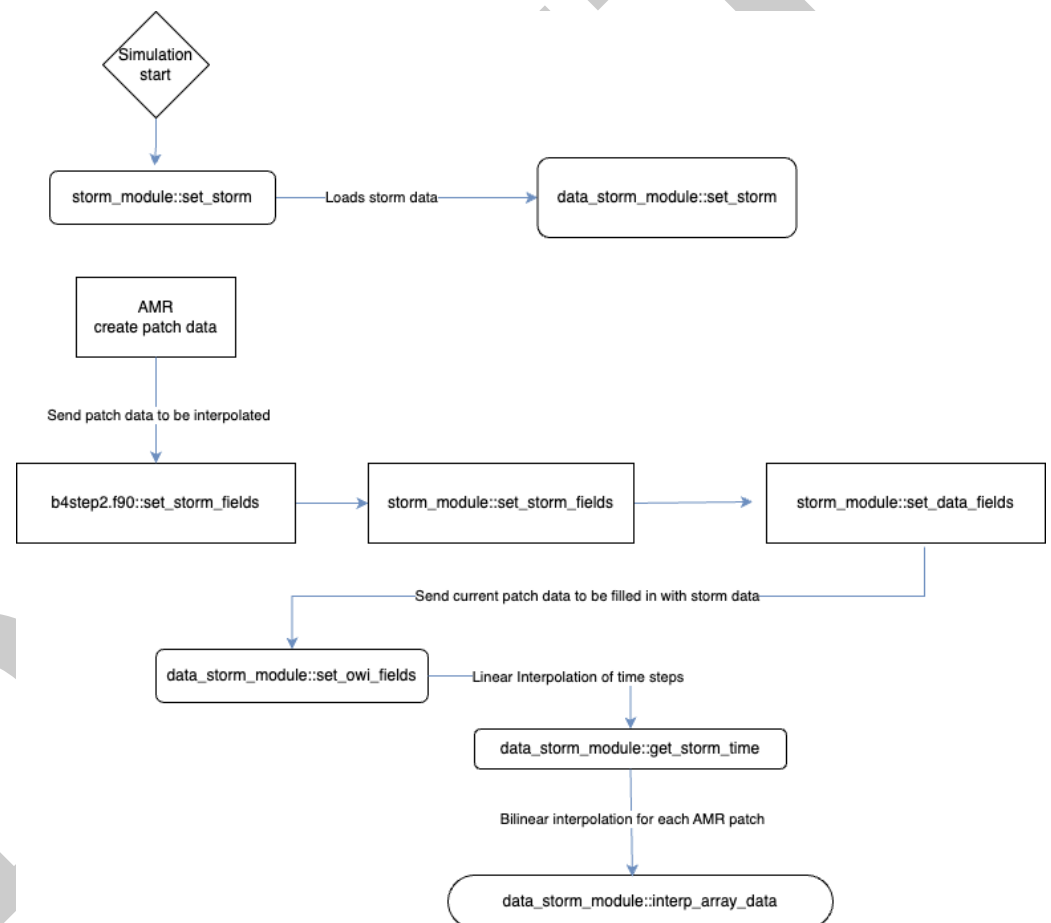 Simulation
start
storm_module::set_storm
Loads storm data
data_storm_module::set_storm
AMR
create patch data
Send patch data to be interpolated
b4step2.f90::set_storm_fields
storm_module::set_storm_fields
storm_module::set_data_fields
Send current patch data to be filled in with storm data
data_storm_module::set_owi_fields
Linear Interpolation of time steps
data_storm_module::get_storm_time
Bilinear interpolation for each AMR patch
data_storm_module::interp_array_data